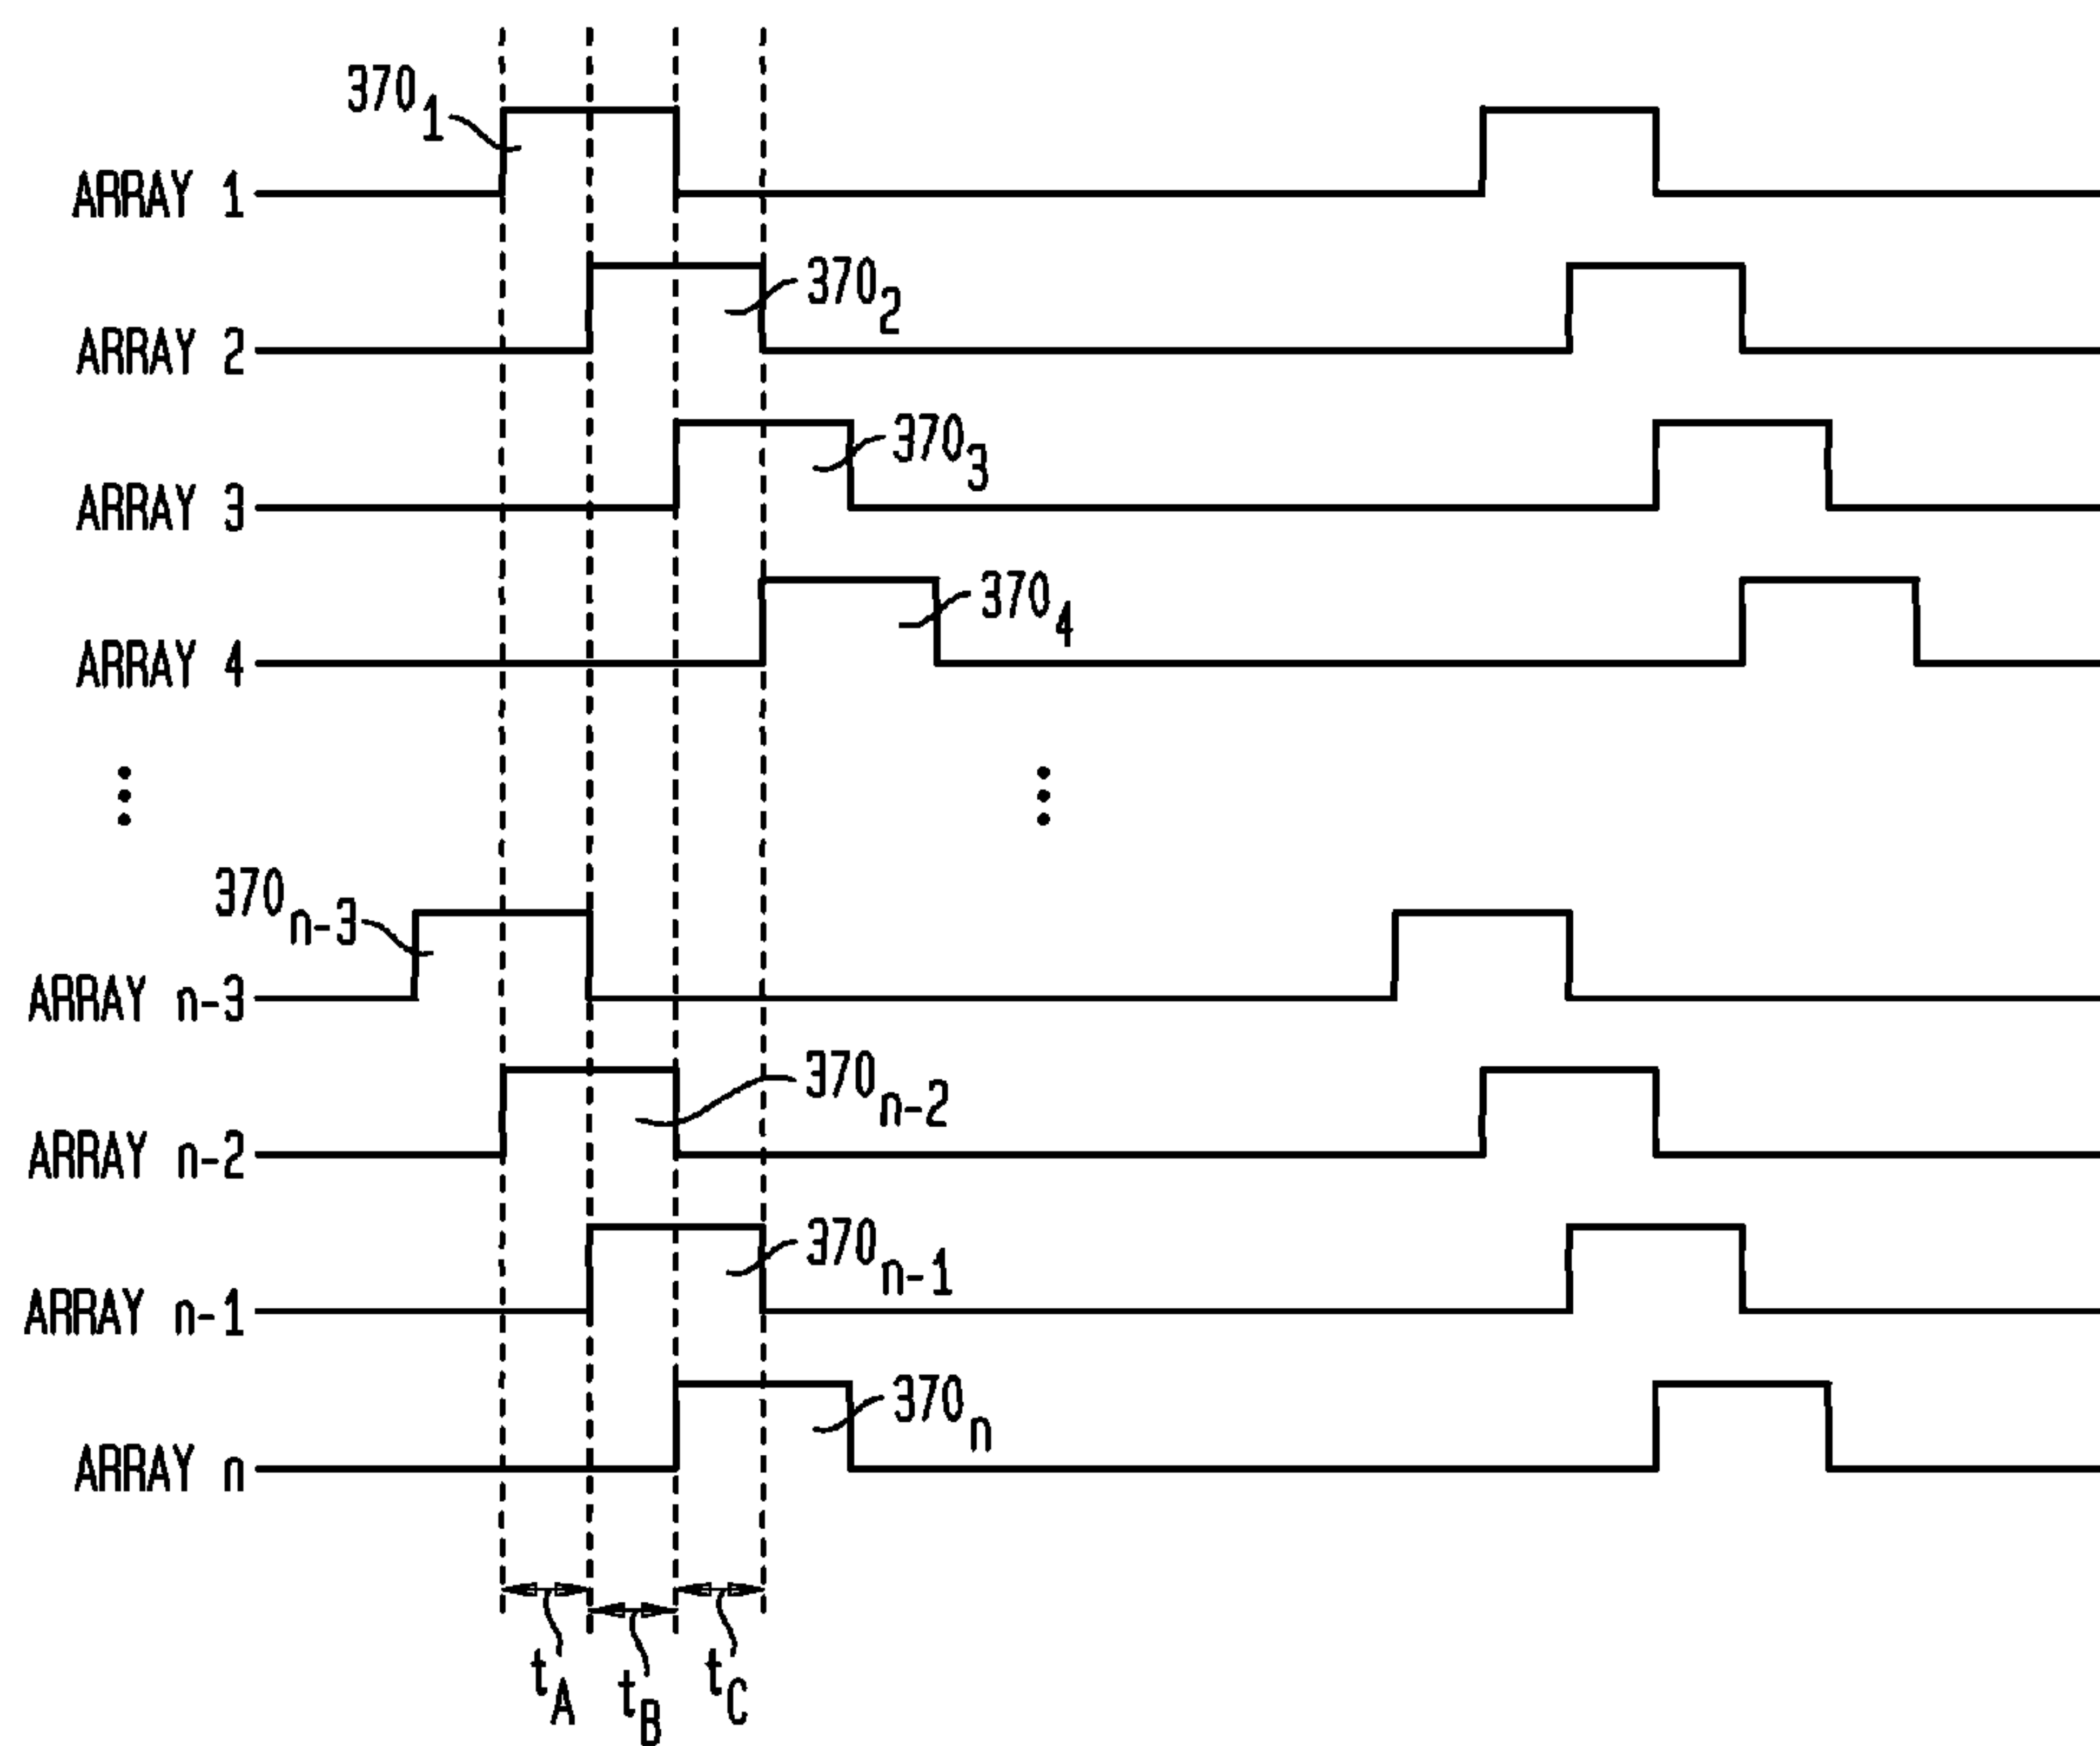 370₁
ARRAY 1
370₂
ARRAY 2
370₃
ARRAY 3
370₄
ARRAY 4
370ₙ₋₃
ARRAY n-3
370ₙ₋₂
ARRAY n-2
370ₙ₋₁
ARRAY n-1
370ₙ
ARRAY n
t_A t_B t_C